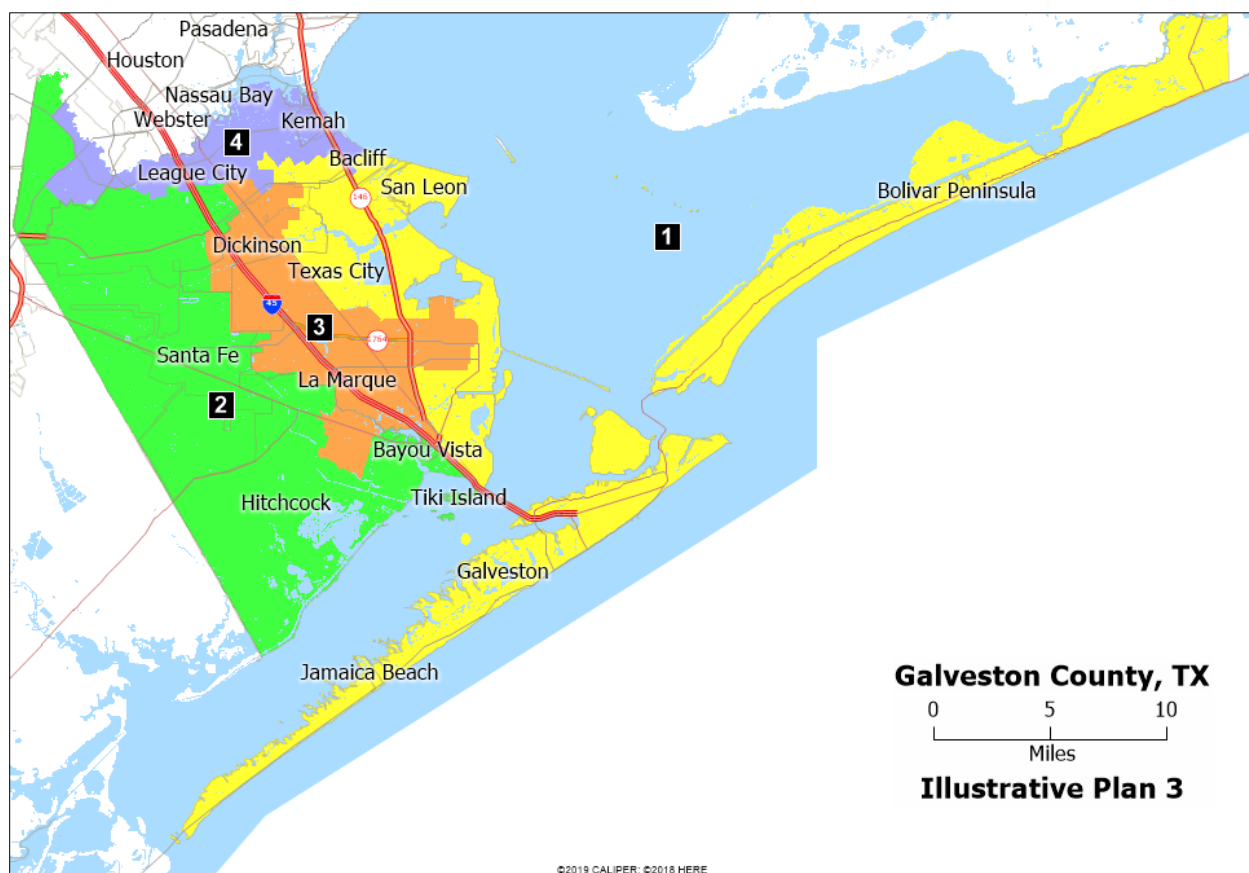 Pasadena
Houston
Nassau Bay
Webster
Kemah
4
Bacliff
League City
San Leon
146
Bolivar Peninsula
1
Dickinson
Texas City
45
3
1764
Santa Fe
La Marque
2
Bayou Vista
Hitchcock
Tiki Island
Galveston
Jamaica Beach
Galveston County, TX
0 5 10
Miles
Illustrative Plan 3
©2019 CALIPER; ©2018 HERE